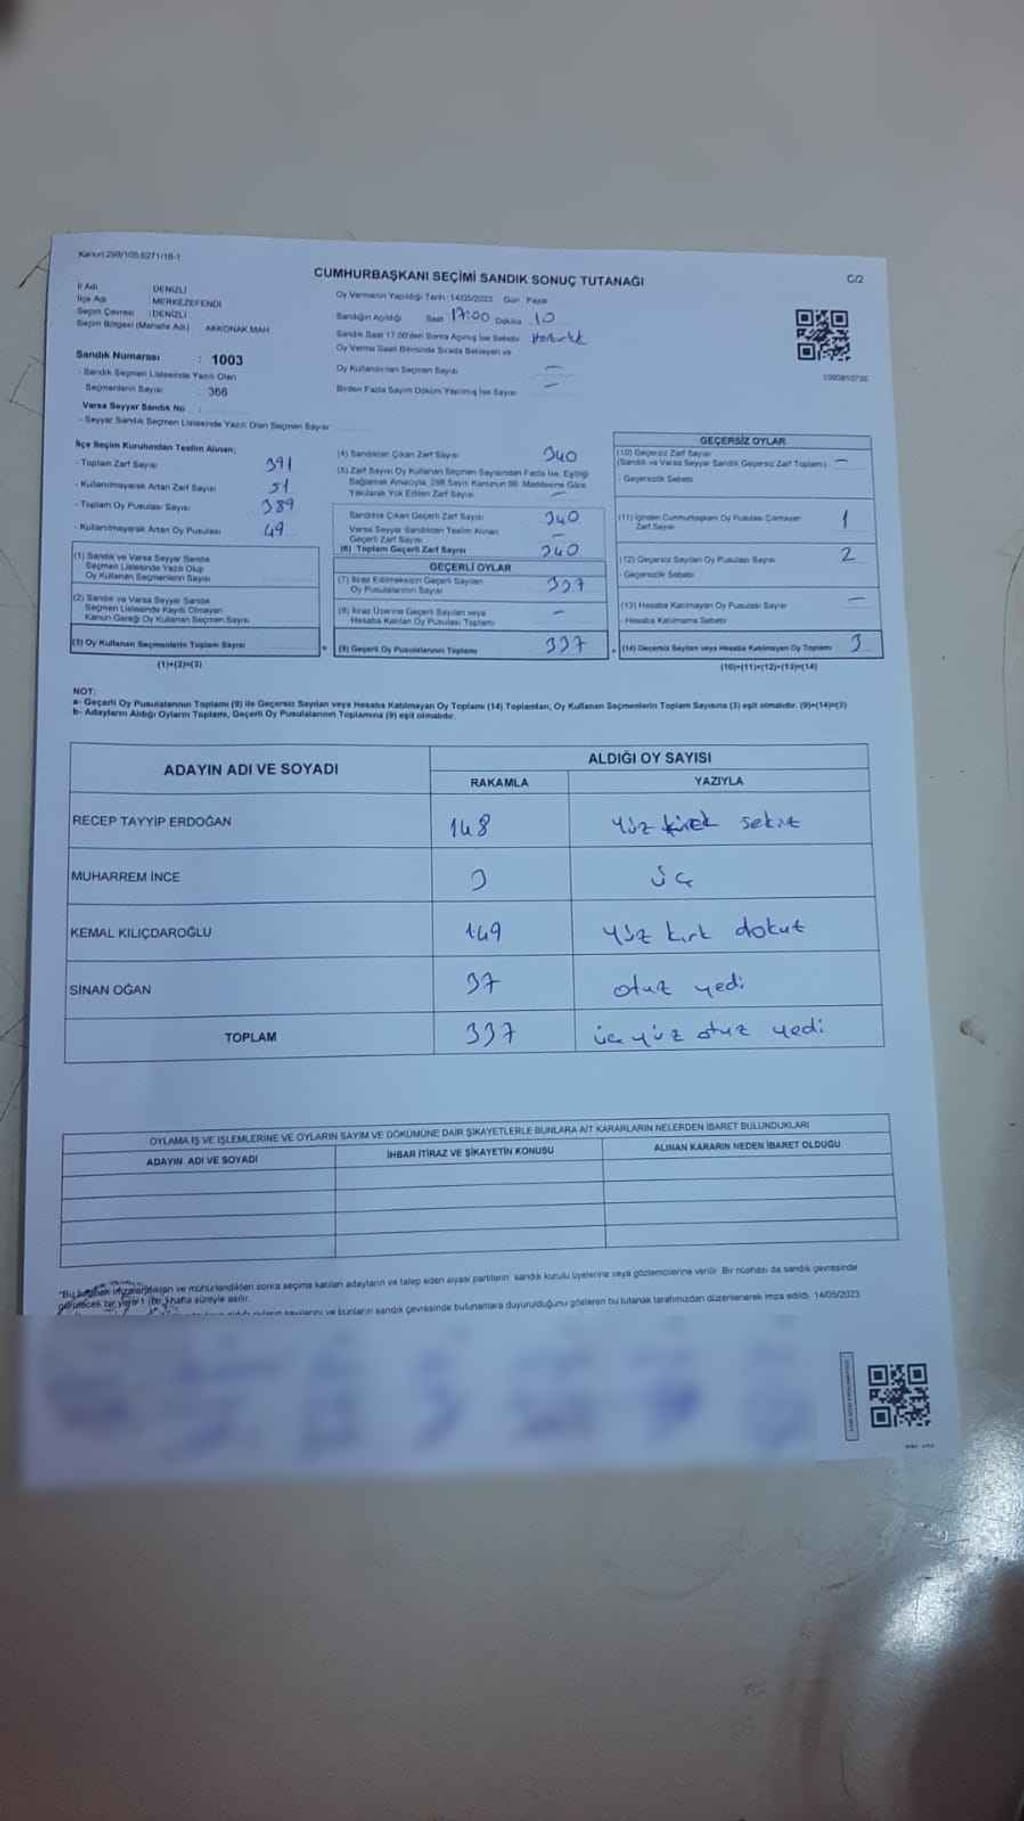 Kanun:298/105,6271/18-1
CUMHURBAŞKANI SEÇİMİ SANDIK SONUÇ TUTANAĞI
C/2
İl Adı : DENİZLİ
İlçe Adı : MERKEZEFENDİ
Seçim Çevresi : DENİZLİ
Seçim Bölgesi (Mahalle Adı) : AKKONAK MAH.
Sandık Numarası : 1003
- Sandık Seçmen Listesinde Yazılı Olan
Seçmenlerin Sayısı : 366
Varsa Seyyar Sandık No :
- Seyyar Sandık Seçmen Listesinde Yazılı Olan Seçmen Sayısı
Oy Vermenin Yapıldığı Tarih: 14/05/2023 Gün: Pazar
Sandığın Açıldığı Saat 17:00 Dakika 10
Sandık Saat 17.00'den Sonra Açılmış İse Sebebi
Oy Verme Saati Bitiminde Sırada Bekleyen ve
Oy Kullandırılan Seçmen Sayısı —
Birden Fazla Sayım Döküm Yapılmış İse Sayısı —
İlçe Seçim Kurulundan Teslim Alınan;
- Toplam Zarf Sayısı 391
- Kullanılmayarak Artan Zarf Sayısı 51
- Toplam Oy Pusulası Sayısı 389
- Kullanılmayarak Artan Oy Pusulası 49
(1) Sandık ve Varsa Seyyar Sandık
Seçmen Listesinde Yazılı Olup
Oy Kullanan Seçmenlerin Sayısı
(2) Sandık ve Varsa Seyyar Sandık
Seçmen Listesinde Kaydı Olmayan
Kanun Gereği Oy Kullanan Seçmen Sayısı
(3) Oy Kullanan Seçmenlerin Toplam Sayısı
(1)+(2)=(3)
(4) Sandıktan Çıkan Zarf Sayısı 340
(5) Zarf Sayısı Oy Kullanan Seçmen Sayısından Fazla İse, Eşitliği
Sağlamak Amacıyla, 298 Sayılı Kanunun 98. Maddesine Göre
Yakılarak Yok Edilen Zarf Sayısı —
Sandıkta Çıkan Geçerli Zarf Sayısı 340
Varsa Seyyar Sandıktan Teslim Alınan
Geçerli Zarf Sayısı —
(6) Toplam Geçerli Zarf Sayısı 340
GEÇERLİ OYLAR
(7) İtiraz Edilmeksizin Geçerli Sayılan
Oy Pusulalarının Sayısı 337
(8) İtiraz Üzerine Geçerli Sayılan veya
Hesaba Katılan Oy Pusulası Toplamı —
(9) Geçerli Oy Pusulalarının Toplamı 337
GEÇERSİZ OYLAR
(10) Geçersiz Zarf Sayısı
(Sandık ve Varsa Seyyar Sandık Geçersiz Zarf Toplamı) —
- Geçersizlik Sebebi
(11) İçinden Cumhurbaşkanı Oy Pusulası Çıkmayan
Zarf Sayısı 1
(12) Geçersiz Sayılan Oy Pusulası Sayısı 2
- Geçersizlik Sebebi
(13) Hesaba Katılmayan Oy Pusulası Sayısı —
- Hesaba Katılmama Sebebi
(14) Geçersiz Sayılan veya Hesaba Katılmayan Oy Toplamı 3
(10)+(11)+(12)+(13)=(14)
NOT:
a- Geçerli Oy Pusulalarının Toplamı (9) ile Geçersiz Sayılan veya Hesaba Katılmayan Oy Toplamı (14) Toplamları, Oy Kullanan Seçmenlerin Toplam Sayısına (3) eşit olmalıdır. (9)+(14)=(3)
b- Adayların Aldığı Oyların Toplamı, Geçerli Oy Pusulalarının Toplamına (9) eşit olmalıdır.
ADAYIN ADI VE SOYADI
ALDIĞI OY SAYISI
RAKAMLA YAZIYLA
RECEP TAYYİP ERDOĞAN 148 yüz kırk sekiz
MUHARREM İNCE 3 üç
KEMAL KILIÇDAROĞLU 149 yüz kırk dokuz
SİNAN OĞAN 37 otuz yedi
TOPLAM 337 üç yüz otuz yedi
OYLAMA İŞ VE İŞLEMLERİNE VE OYLARIN SAYIM VE DÖKÜMÜNE DAİR ŞİKAYETLERLE BUNLARA AİT KARARLARIN NELERDEN İBARET BULUNDUKLARI
ADAYIN ADI VE SOYADI
İHBAR İTİRAZ VE ŞİKAYETİN KONUSU
ALINAN KARARIN NEDEN İBARET OLDUĞU
"Bu tutanak imzalandıktan ve mühürlendikten sonra seçime katılan adayların ve talep eden siyasi partilerin sandık kurulu üyelerine veya gözlemcilerine verilir. Bir nüshası da sandık çevresinde
görülecek bir yere 1 (bir) hafta süreyle asılır.
sayılarını ve bunların sandık çevresinde bulunanlara duyurulduğunu gösteren bu tutanak tarafımızdan düzenlenerek imza edildi. 14/05/2023